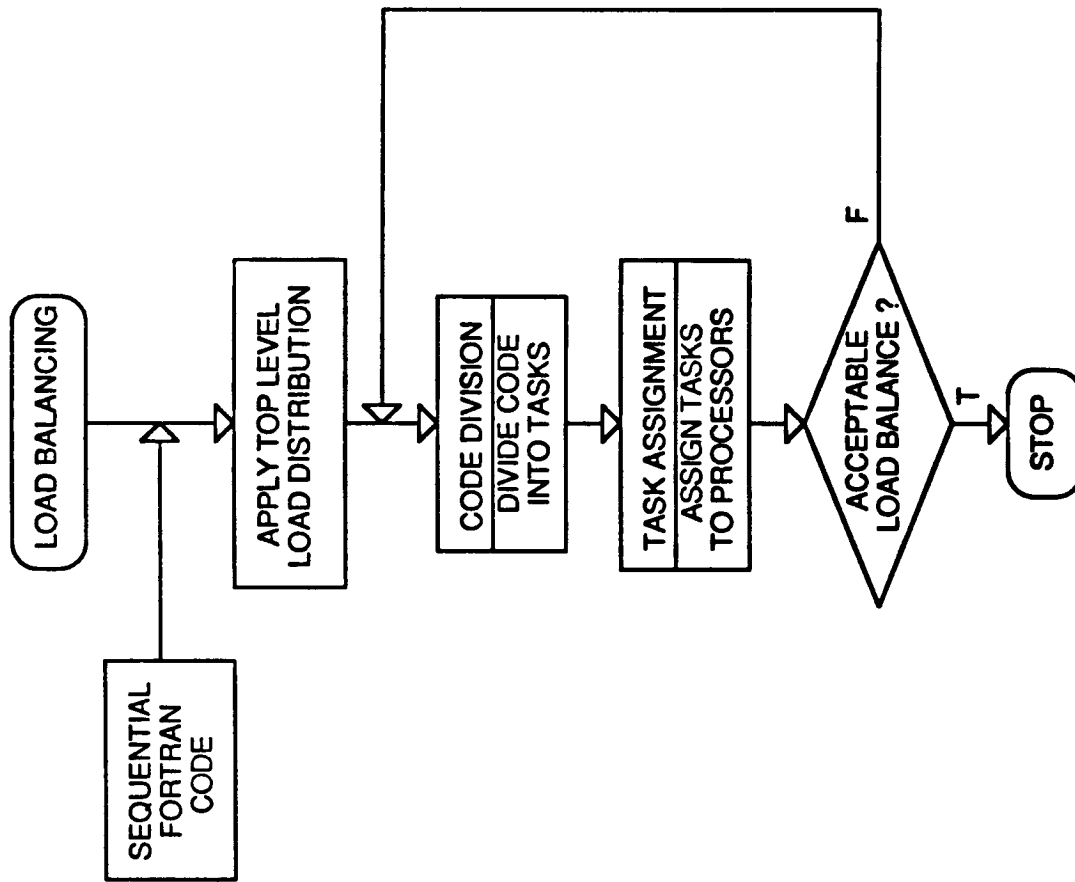 LOAD BALANCING
SEQUENTIAL
FORTRAN
CODE
APPLY TOP LEVEL
LOAD DISTRIBUTION
CODE DIVISION
DIVIDE CODE
INTO TASKS
TASK ASSIGNMENT
ASSIGN TASKS
TO PROCESSORS
ACCEPTABLE
LOAD BALANCE ?
F
T
STOP